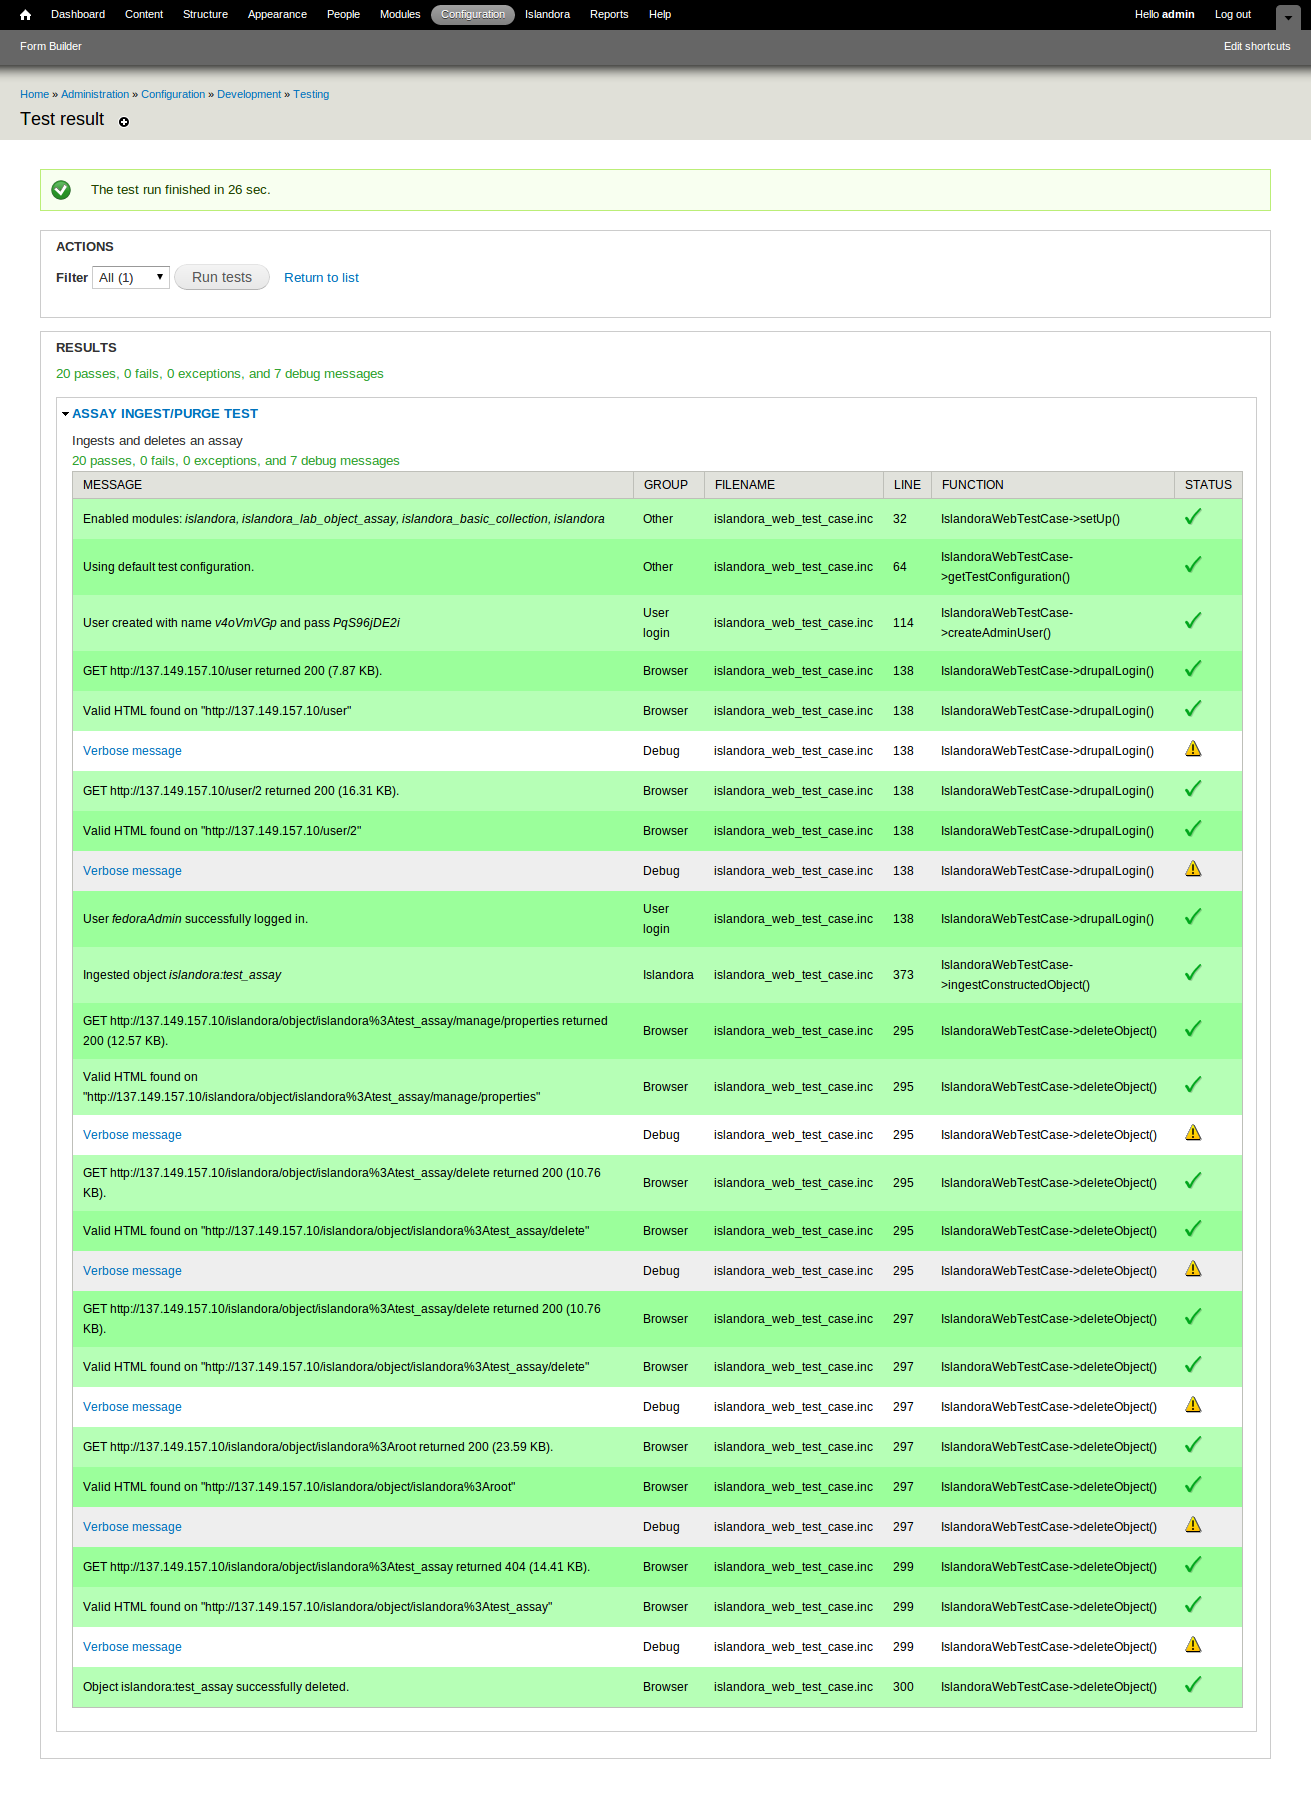 Dashboard Content Structure Appearance People Modules Configuration Islandora Reports Help Hello admin Log out
Form Builder Edit shortcuts
Home » Administration » Configuration » Development » Testing
Test result
The test run finished in 26 sec.
ACTIONS
Filter All (1) Run tests Return to list
RESULTS
20 passes, 0 fails, 0 exceptions, and 7 debug messages
ASSAY INGEST/PURGE TEST
Ingests and deletes an assay
20 passes, 0 fails, 0 exceptions, and 7 debug messages
MESSAGE GROUP FILENAME LINE FUNCTION STATUS
Enabled modules: islandora, islandora_lab_object_assay, islandora_basic_collection, islandora Other islandora_web_test_case.inc 32 IslandoraWebTestCase->setUp()
Using default test configuration. Other islandora_web_test_case.inc 64 IslandoraWebTestCase-
>getTestConfiguration()
User created with name v4oVmVGp and pass PqS96jDE2i User
login islandora_web_test_case.inc 114 IslandoraWebTestCase-
>createAdminUser()
GET http://137.149.157.10/user returned 200 (7.87 KB). Browser islandora_web_test_case.inc 138 IslandoraWebTestCase->drupalLogin()
Valid HTML found on "http://137.149.157.10/user" Browser islandora_web_test_case.inc 138 IslandoraWebTestCase->drupalLogin()
Verbose message Debug islandora_web_test_case.inc 138 IslandoraWebTestCase->drupalLogin()
GET http://137.149.157.10/user/2 returned 200 (16.31 KB). Browser islandora_web_test_case.inc 138 IslandoraWebTestCase->drupalLogin()
Valid HTML found on "http://137.149.157.10/user/2" Browser islandora_web_test_case.inc 138 IslandoraWebTestCase->drupalLogin()
Verbose message Debug islandora_web_test_case.inc 138 IslandoraWebTestCase->drupalLogin()
User fedoraAdmin successfully logged in. User
login islandora_web_test_case.inc 138 IslandoraWebTestCase->drupalLogin()
Ingested object islandora:test_assay Islandora islandora_web_test_case.inc 373 IslandoraWebTestCase-
>ingestConstructedObject()
GET http://137.149.157.10/islandora/object/islandora%3Atest_assay/manage/properties returned
200 (12.57 KB). Browser islandora_web_test_case.inc 295 IslandoraWebTestCase->deleteObject()
Valid HTML found on
"http://137.149.157.10/islandora/object/islandora%3Atest_assay/manage/properties" Browser islandora_web_test_case.inc 295 IslandoraWebTestCase->deleteObject()
Verbose message Debug islandora_web_test_case.inc 295 IslandoraWebTestCase->deleteObject()
GET http://137.149.157.10/islandora/object/islandora%3Atest_assay/delete returned 200 (10.76
KB). Browser islandora_web_test_case.inc 295 IslandoraWebTestCase->deleteObject()
Valid HTML found on "http://137.149.157.10/islandora/object/islandora%3Atest_assay/delete" Browser islandora_web_test_case.inc 295 IslandoraWebTestCase->deleteObject()
Verbose message Debug islandora_web_test_case.inc 295 IslandoraWebTestCase->deleteObject()
GET http://137.149.157.10/islandora/object/islandora%3Atest_assay/delete returned 200 (10.76
KB). Browser islandora_web_test_case.inc 297 IslandoraWebTestCase->deleteObject()
Valid HTML found on "http://137.149.157.10/islandora/object/islandora%3Atest_assay/delete" Browser islandora_web_test_case.inc 297 IslandoraWebTestCase->deleteObject()
Verbose message Debug islandora_web_test_case.inc 297 IslandoraWebTestCase->deleteObject()
GET http://137.149.157.10/islandora/object/islandora%3Aroot returned 200 (23.59 KB). Browser islandora_web_test_case.inc 297 IslandoraWebTestCase->deleteObject()
Valid HTML found on "http://137.149.157.10/islandora/object/islandora%3Aroot" Browser islandora_web_test_case.inc 297 IslandoraWebTestCase->deleteObject()
Verbose message Debug islandora_web_test_case.inc 297 IslandoraWebTestCase->deleteObject()
GET http://137.149.157.10/islandora/object/islandora%3Atest_assay returned 404 (14.41 KB). Browser islandora_web_test_case.inc 299 IslandoraWebTestCase->deleteObject()
Valid HTML found on "http://137.149.157.10/islandora/object/islandora%3Atest_assay" Browser islandora_web_test_case.inc 299 IslandoraWebTestCase->deleteObject()
Verbose message Debug islandora_web_test_case.inc 299 IslandoraWebTestCase->deleteObject()
Object islandora:test_assay successfully deleted. Browser islandora_web_test_case.inc 300 IslandoraWebTestCase->deleteObject()